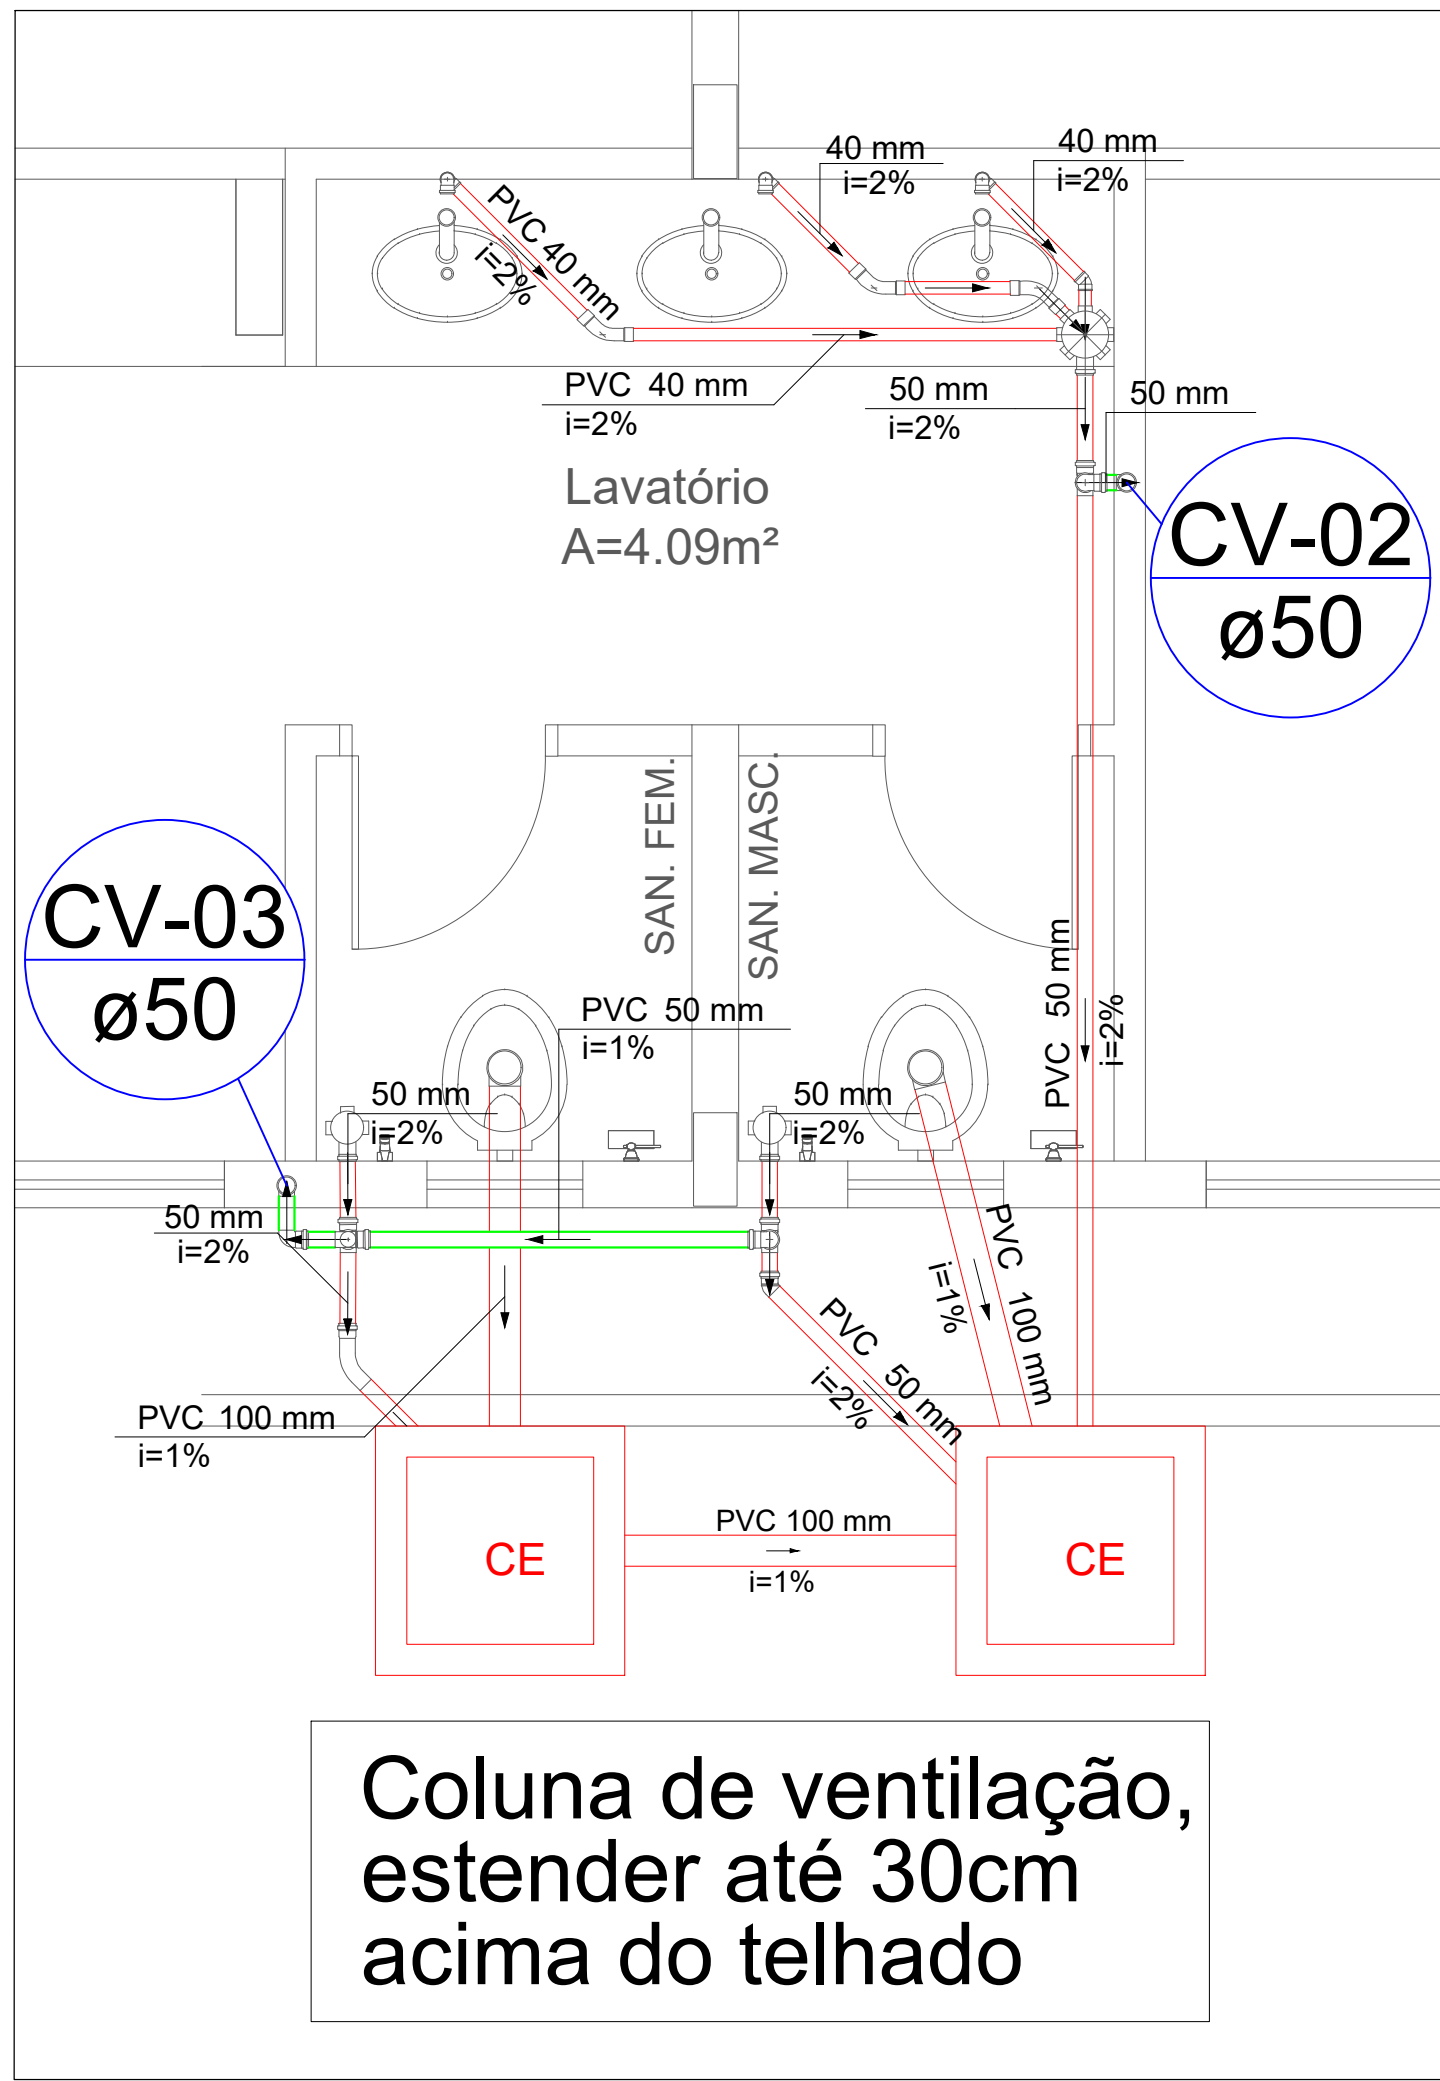 40 mm
i=2%
40 mm
i=2%
PVC 40 mm
i=2%
PVC 40 mm
i=2%
50 mm
i=2%
50 mm
Lavatório
A=4.09m²
CV-02
ø50
SAN. FEM.
SAN. MASC.
CV-03
ø50
PVC 50 mm
i=1%
PVC 50 mm
i=2%
50 mm
i=2%
50 mm
i=2%
50 mm
i=2%
PVC 100 mm
i=1%
PVC 50 mm
i=2%
PVC 100 mm
i=1%
PVC 100 mm
i=1%
CE
CE
Coluna de ventilação,
estender até 30cm
acima do telhado